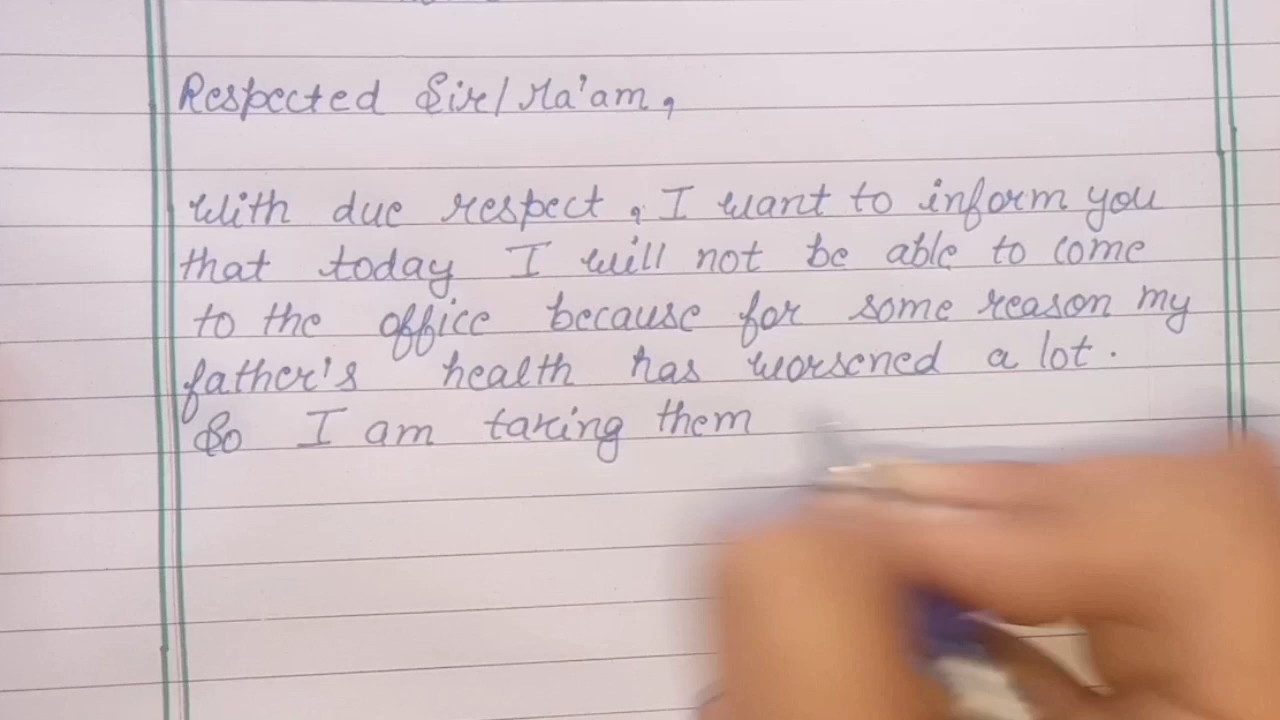 Respected Sir/Ma'am,
With due respect, I want to inform you
that today I will not be able to come
to the office because for some reason my
father's health has worsened a lot.
So I am taking them